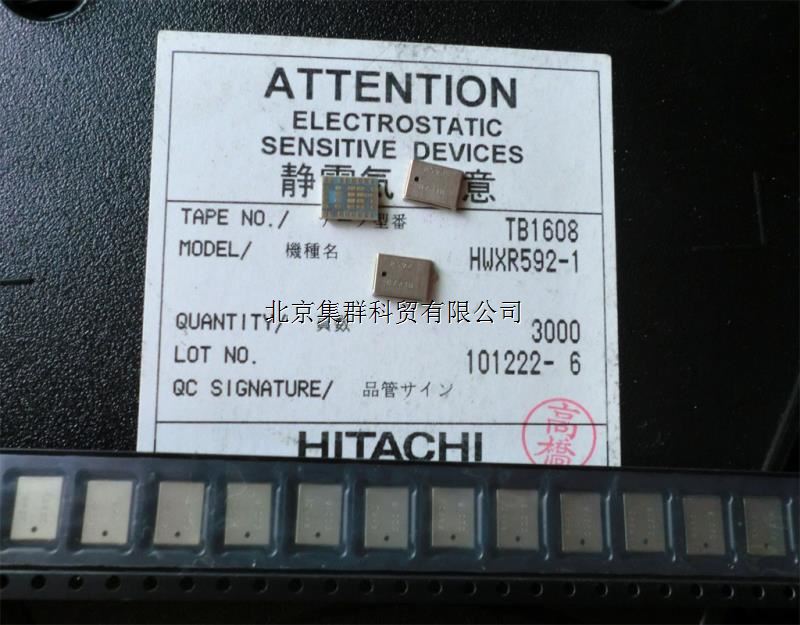 ATTENTION
ELECTROSTATIC
SENSITIVE DEVICES
静電気 意
TAPE NO./ 型番 TB1608
MODEL/ 機種名 HWXR592-1
北京集群科贸有限公司
QUANTITY/ 員数 3000
LOT NO. 101222- 6
QC SIGNATURE/ 品管サイン
HITACHI
高橋